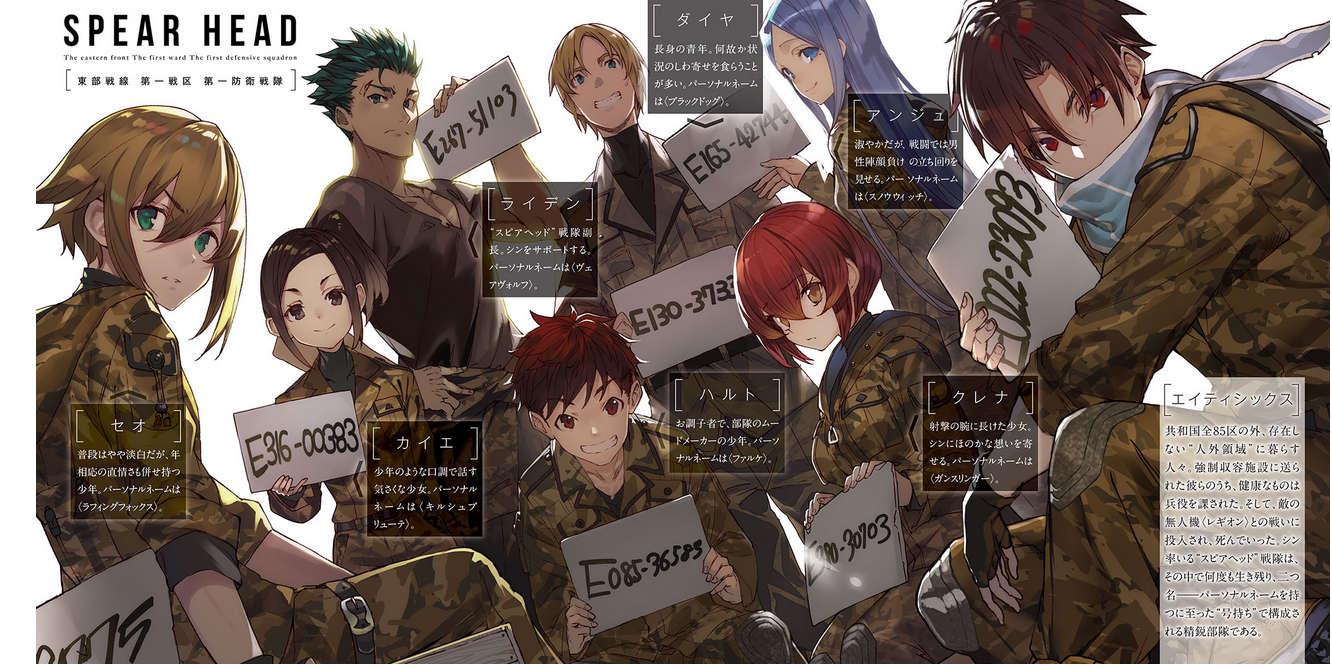 SPEAR HEAD
The eastern front The first ward The first defensive squadron
[東部戦線 第一戦区 第一防衛戦隊]
セオ
普段はやや淡白だが、年
相応の直情さも併せ持つ
少年。パーソナルネームは
〈ラフィングフォックス〉。
カイエ
少年のような口調で話す
気さくな少女。パーソナル
ネームは〈キルシュブ
リューテ〉。
ライデン
“スピアヘッド”戦隊副
長。シンをサポートする。
パーソナルネームは〈ヴェ
アヴォルフ〉。
ダイヤ
長身の青年。何故か状
況のしわ寄せを食らうこと
が多い。パーソナルネーム
は〈ブラックドッグ〉。
アンジュ
淑やかだが、戦闘では男
性陣顔負けの立ち回りを
見せる。パーソナルネーム
は〈スノウウィッチ〉。
ハルト
お調子者で、部隊のムー
ドメーカーの少年。パーソ
ナルネームは〈ファルケ〉。
クレナ
射撃の腕に長けた少女。
シンにほのかな想いを寄
せる。パーソナルネームは
〈ガンスリンガー〉。
エイティシックス
共和国全85区の外、存在し
ない“人外領域”に暮らす
人々。強制収容施設に送ら
れた彼らのうち、健康なものは
兵役を課された。そして、敵の
無人機〈レギオン〉との戦いに
投入され、死んでいった。シン
率いる“スピアヘッド”戦隊は、
その中で何度も生き残り、二つ
名――パーソナルネームを持
つに至った“号持ち”で構成さ
れる精鋭部隊である。
E267-51103
E165-42744
E130-3733
E316-00383
E085-36583
30703